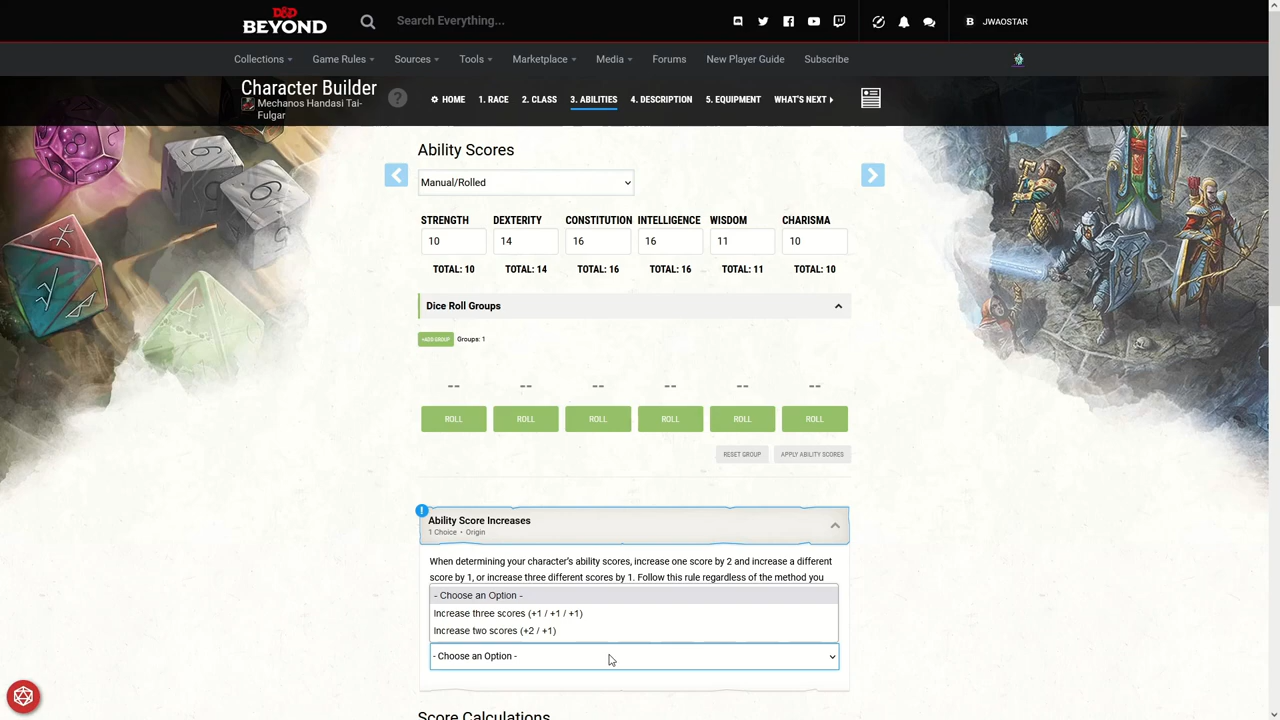 D&D
BEYOND
Search Everything...
B JWAOSTAR
Collections Game Rules Sources Tools Marketplace Media Forums New Player Guide Subscribe
Character Builder
Mechanos Handasi Tai-
Fulgar
?
HOME 1. RACE 2. CLASS 3. ABILITIES 4. DESCRIPTION 5. EQUIPMENT WHAT'S NEXT
Ability Scores
Manual/Rolled
STRENGTH DEXTERITY CONSTITUTION INTELLIGENCE WISDOM CHARISMA
10 14 16 16 11 10
TOTAL: 10 TOTAL: 14 TOTAL: 16 TOTAL: 16 TOTAL: 11 TOTAL: 10
Dice Roll Groups
+ADD GROUP Groups: 1
-- -- -- -- -- --
ROLL ROLL ROLL ROLL ROLL ROLL
RESET GROUP APPLY ABILITY SCORES
!
Ability Score Increases
1 Choice • Origin
When determining your character's ability scores, increase one score by 2 and increase a different
score by 1, or increase three different scores by 1. Follow this rule regardless of the method you
- Choose an Option -
Increase three scores (+1 / +1 / +1)
Increase two scores (+2 / +1)
- Choose an Option -
Score Calculations